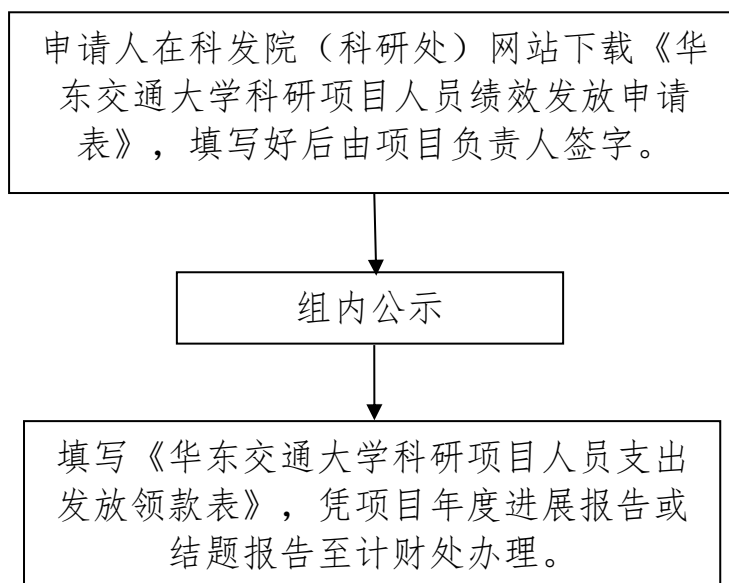 申请人在科发院（科研处）网站下载《华
东交通大学科研项目人员绩效发放申请
表》，填写好后由项目负责人签字。
组内公示
填写《华东交通大学科研项目人员支出
发放领款表》，凭项目年度进展报告或
结题报告至计财处办理。